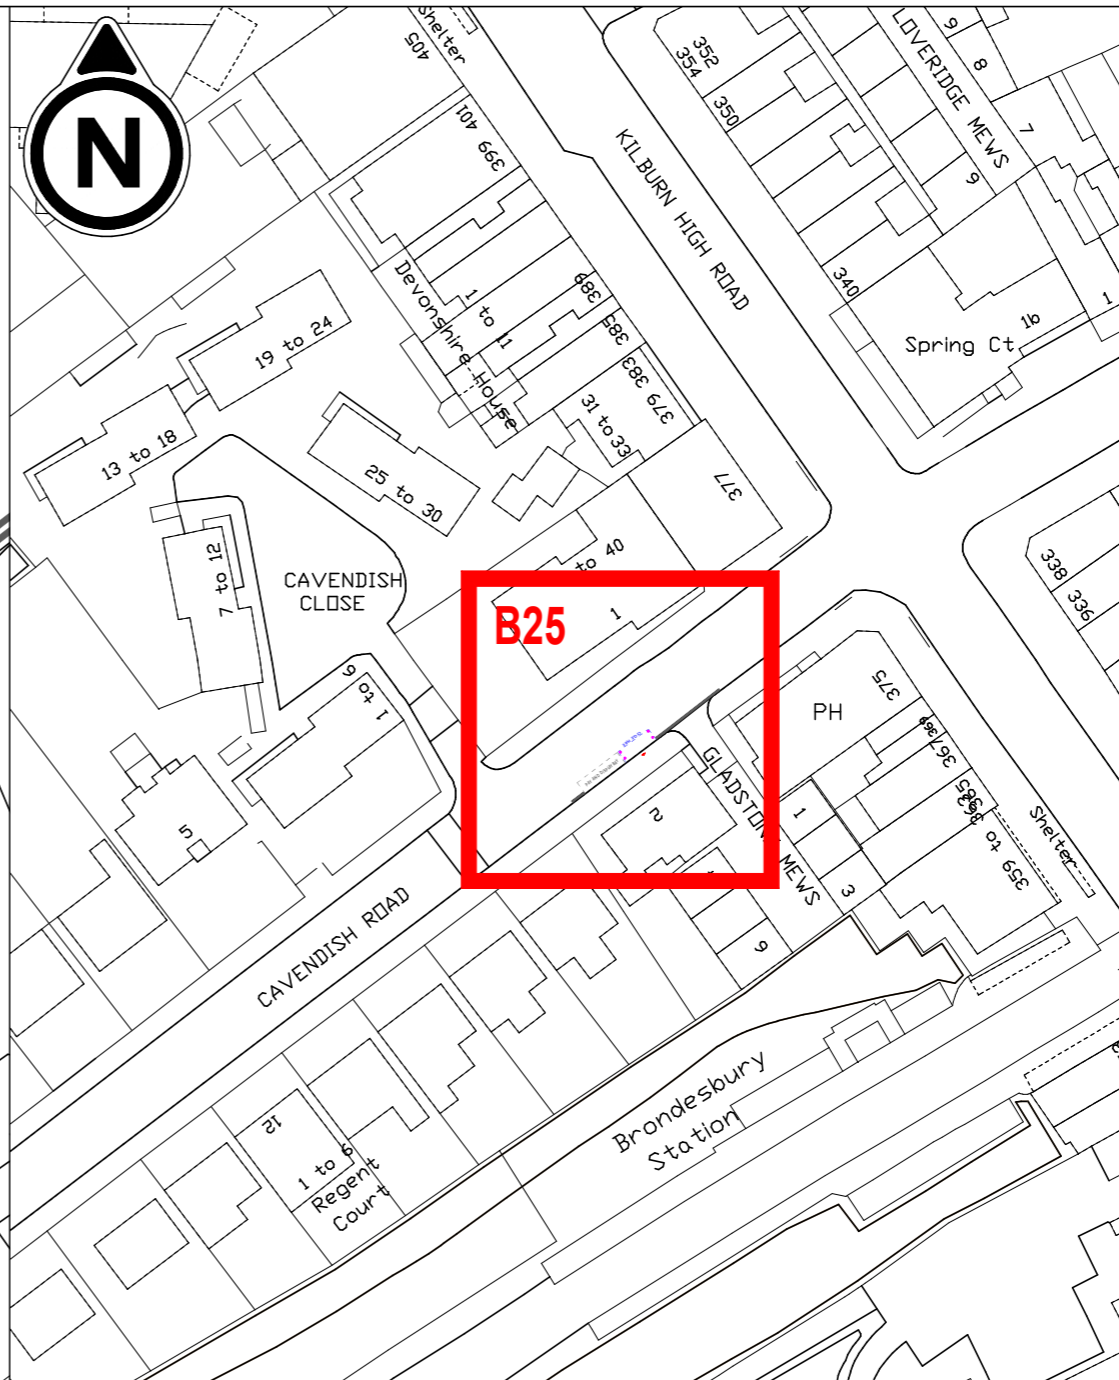 N
Shelter
405
401
399
352
354
350
KILBURN HIGH ROAD
LOVERIDGE MEWS
9
8
7
9
340
1b
1
Spring Ct
Devonshire House
1 to 11
389
385
383
379
31 to 33
377
19 to 24
13 to 18
25 to 30
7 to 12
CAVENDISH
CLOSE
1 to 6
to 40
1
B25
338
336
375
PH
367/369
365
363
359 to
Shelter
GLADSTONE MEWS
2
1
3
9
5
CAVENDISH ROAD
Brondesbury
Station
12
1 to 6
Regent
Court